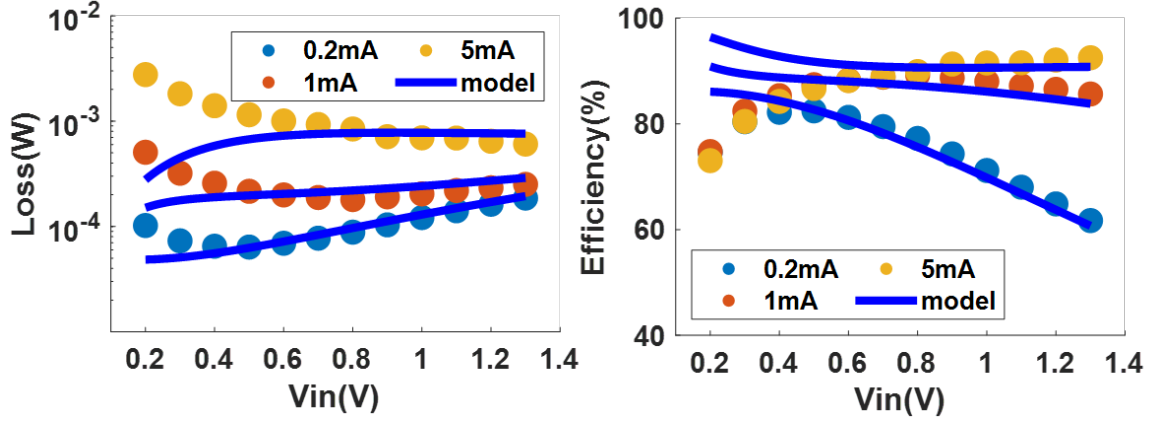 Loss(W)
10-2
10-3
10-4
0.2mA 5mA
1mA model
0.2 0.4 0.6 0.8 1 1.2 1.4
Vin(V)
Efficiency(%)
100
80
60
40
0.2mA 5mA
1mA model
0.2 0.4 0.6 0.8 1 1.2 1.4
Vin(V)